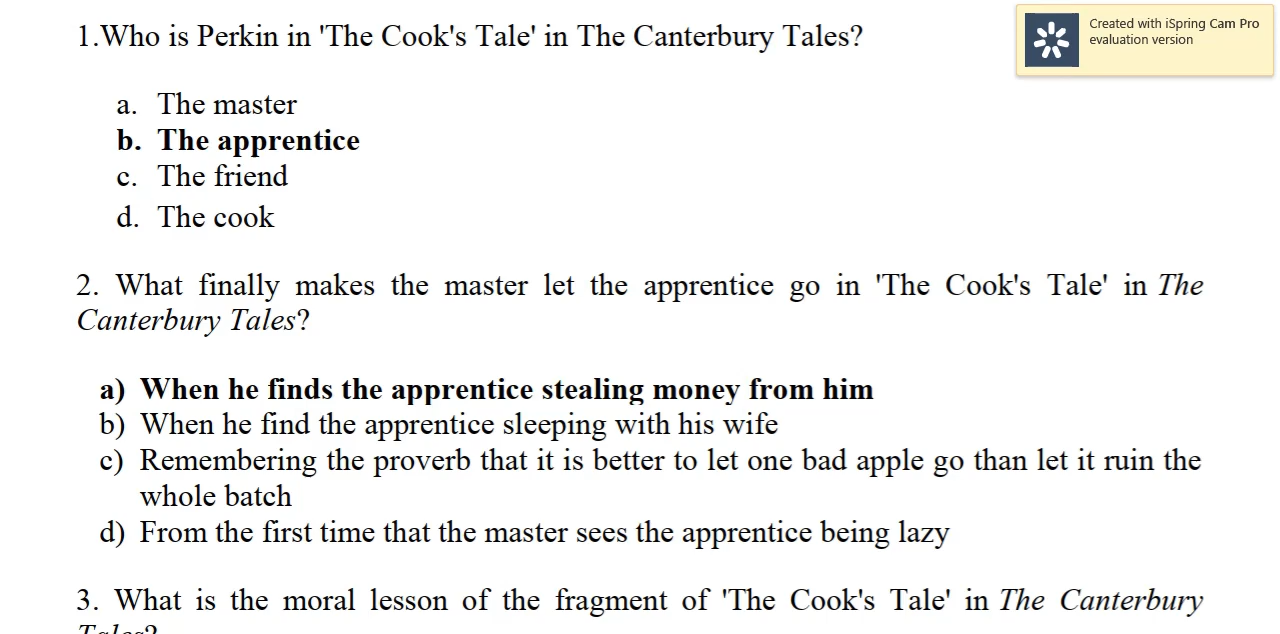 1.Who is Perkin in 'The Cook's Tale' in The Canterbury Tales?
Created with iSpring Cam Pro
evaluation version
a. The master
b. The apprentice
c. The friend
d. The cook
2. What finally makes the master let the apprentice go in 'The Cook's Tale' in The
Canterbury Tales?
a) When he finds the apprentice stealing money from him
b) When he find the apprentice sleeping with his wife
c) Remembering the proverb that it is better to let one bad apple go than let it ruin the
whole batch
d) From the first time that the master sees the apprentice being lazy
3. What is the moral lesson of the fragment of 'The Cook's Tale' in The Canterbury
Tales?